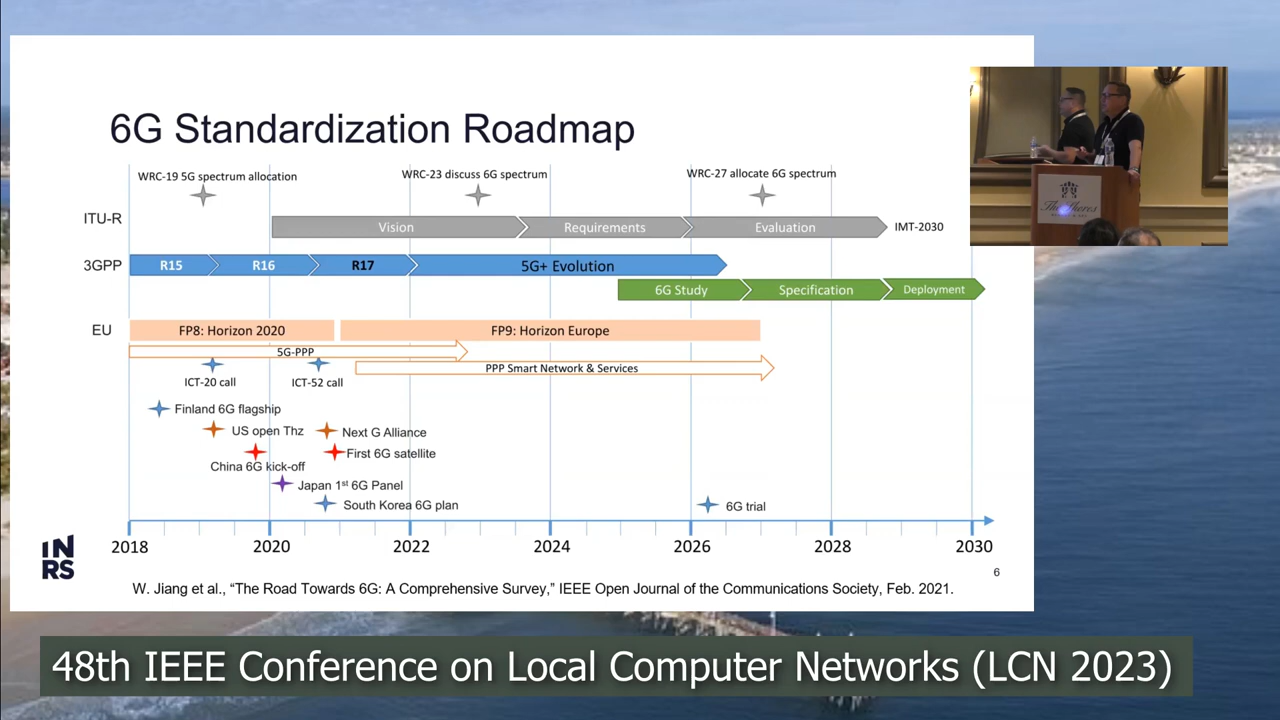 6G Standardization Roadmap
WRC-19 5G spectrum allocation
WRC-23 discuss 6G spectrum
WRC-27 allocate 6G spectrum
ITU-R
Vision
Requirements
Evaluation
IMT-2030
3GPP
R15
R16
R17
5G+ Evolution
6G Study
Specification
Deployment
EU
FP8: Horizon 2020
FP9: Horizon Europe
5G-PPP
PPP Smart Network & Services
ICT-20 call
ICT-52 call
Finland 6G flagship
US open Thz
Next G Alliance
First 6G satellite
China 6G kick-off
Japan 1st 6G Panel
South Korea 6G plan
6G trial
2018
2020
2022
2024
2026
2028
2030
IN
RS
6
W. Jiang et al., “The Road Towards 6G: A Comprehensive Survey,” IEEE Open Journal of the Communications Society, Feb. 2021.
48th IEEE Conference on Local Computer Networks (LCN 2023)